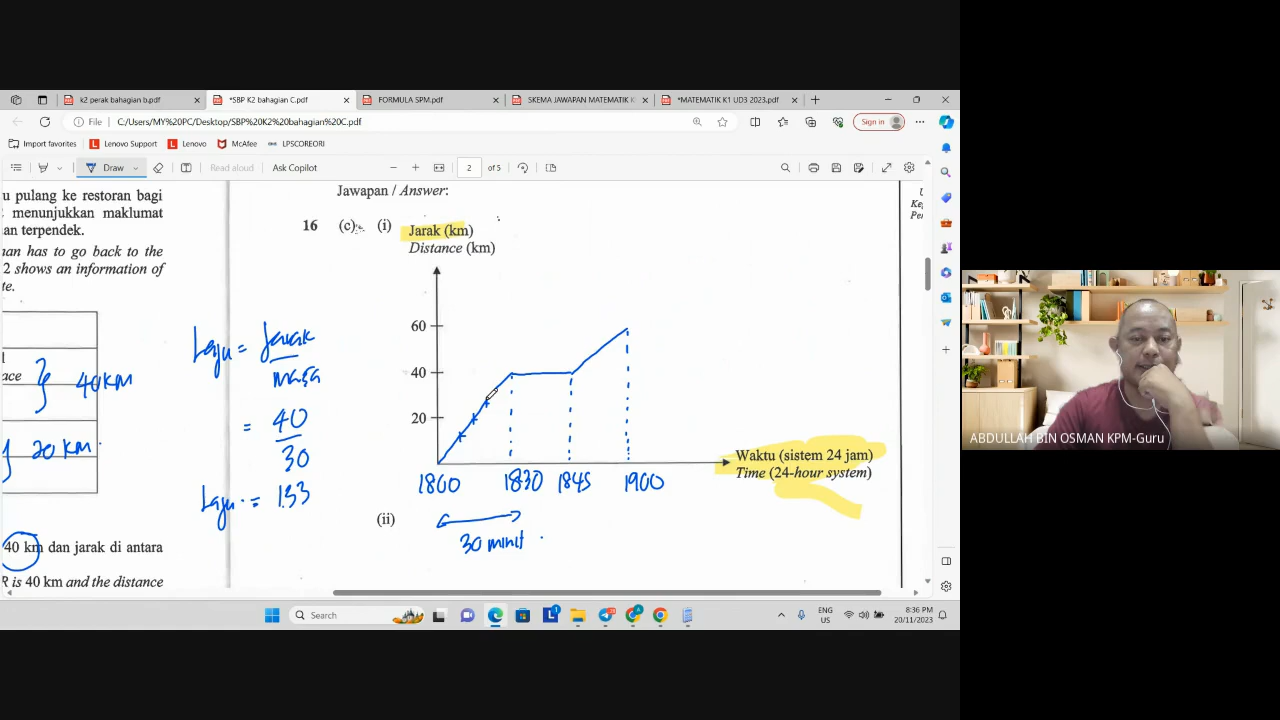 k2 perak bahagian b.pdf
*SBP K2 bahagian C.pdf
FORMULA SPM.pdf
SKEMA JAWAPAN MATEMATIK K
*MATEMATIK K1 UD3 2023.pdf
File
C:/Users/MY%20PC/Desktop/SBP%20K2%20bahagian%20C.pdf
Sign in
Import favorites
Lenovo Support
Lenovo
McAfee
LPSCOREORI
Draw
Read aloud
Ask Copilot
2
of 5
u pulang ke restoran bagi
menunjukkan maklumat
an terpendek.
nan has to go back to the
2 shows an information of
te.
ace
40KM
20 KM
40 km dan jarak di antara
R is 40 km and the distance
Laju = Jarak
masa
= 40
30
Laju = 1.33
Jawapan / Answer:
16 (c) (i) Jarak (km)
Distance (km)
60
40
20
1800 1830 1845 1900
Waktu (sistem 24 jam)
Time (24-hour system)
(ii)
30 minit
Ke
Per
ABDULLAH BIN OSMAN KPM-Guru
Search
ENG
US
8:36 PM
20/11/2023